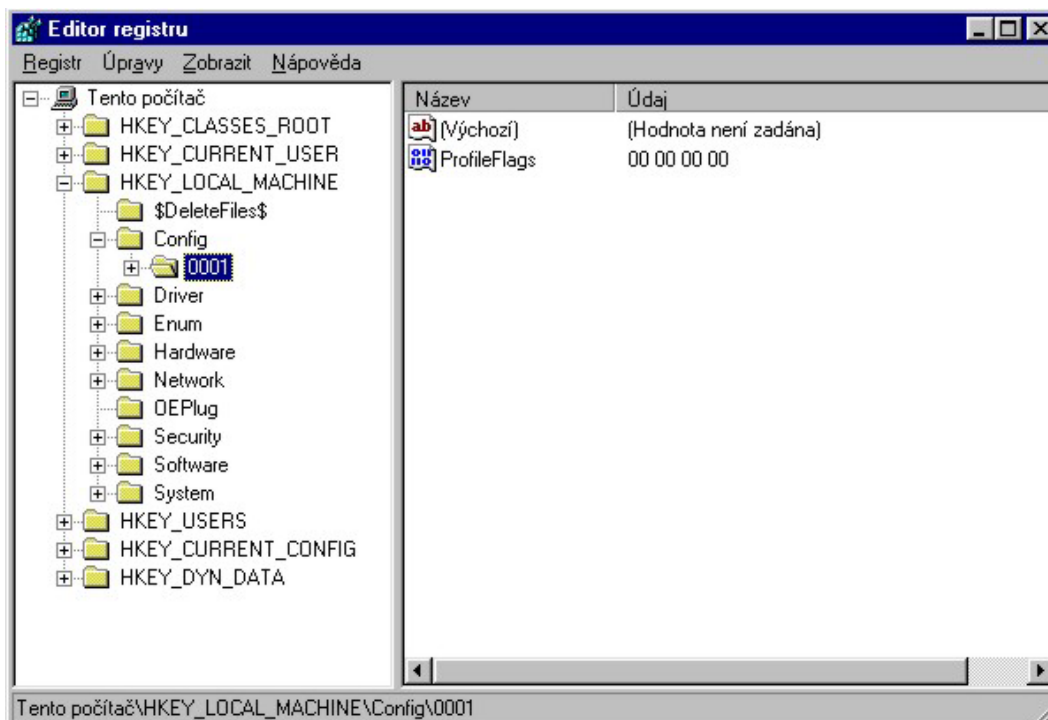 Editor registru
Registr Úpravy Zobrazit Nápověda
Tento počítač
HKEY_CLASSES_ROOT
HKEY_CURRENT_USER
HKEY_LOCAL_MACHINE
$DeleteFiles$
Config
0001
Driver
Enum
Hardware
Network
OEPlug
Security
Software
System
HKEY_USERS
HKEY_CURRENT_CONFIG
HKEY_DYN_DATA
Název Údaj
(Výchozí) (Hodnota není zadána)
ProfileFlags 00 00 00 00
Tento počítač\HKEY_LOCAL_MACHINE\Config\0001